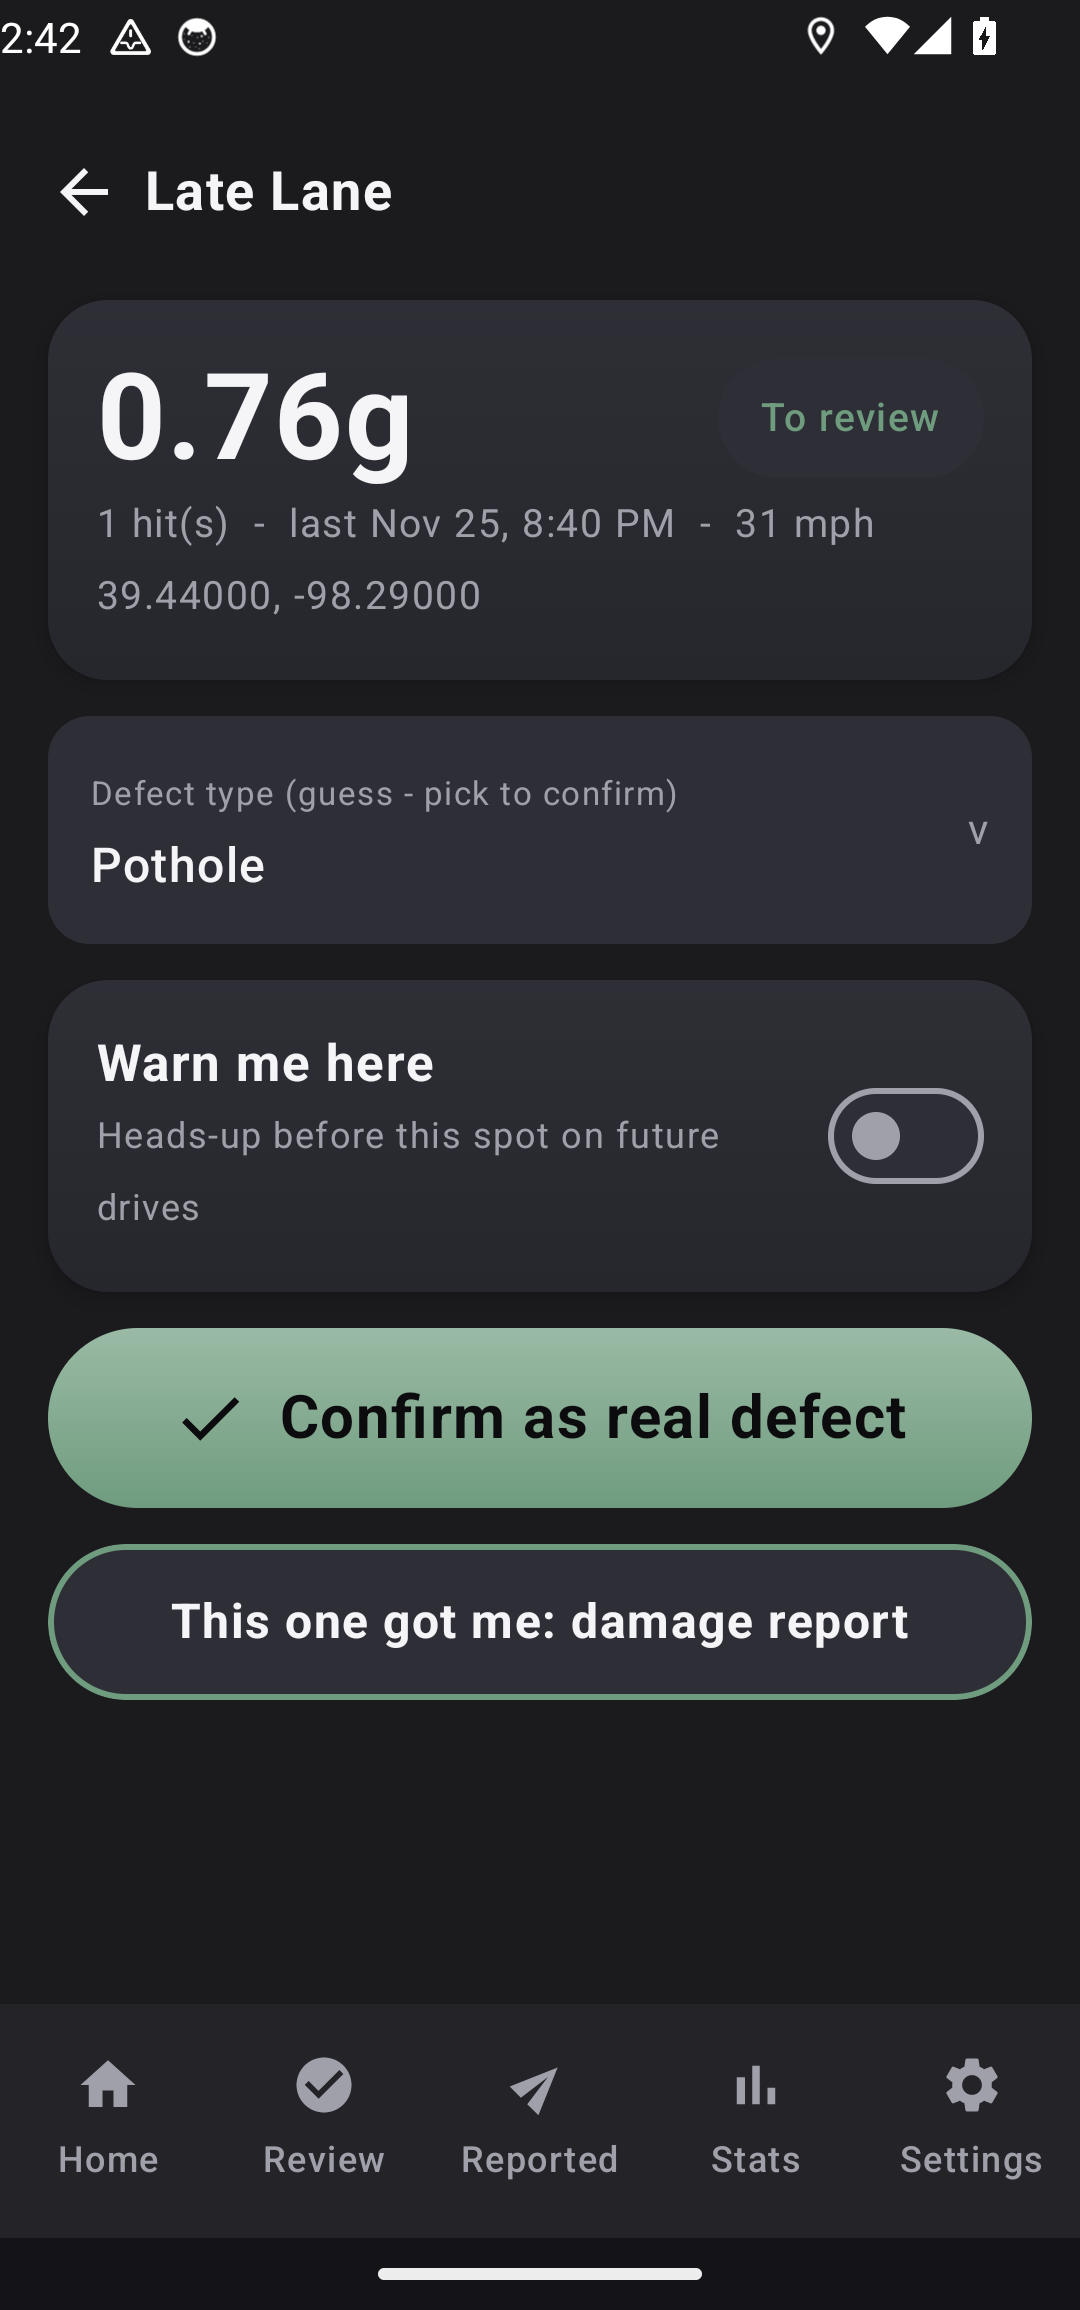 2:42
Late Lane
0.76g
To review
1 hit(s) - last Nov 25, 8:40 PM - 31 mph
39.44000, -98.29000
Defect type (guess - pick to confirm)
Pothole
v
Warn me here
Heads-up before this spot on future
drives
Confirm as real defect
This one got me: damage report
Home
Review
Reported
Stats
Settings